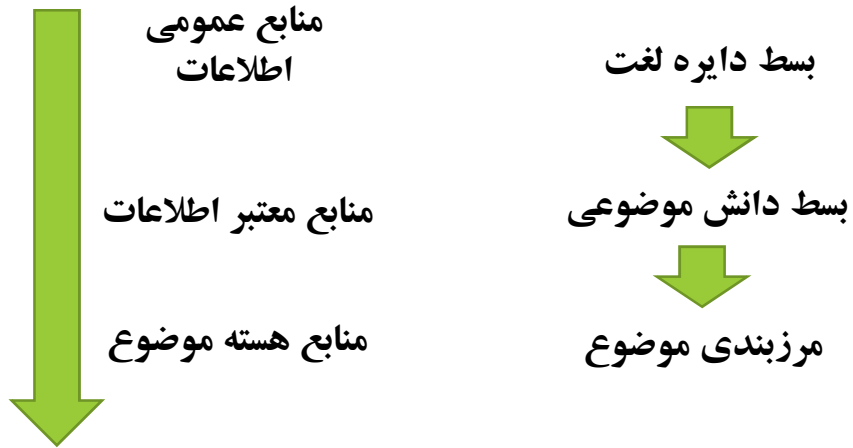 بسط دایره لغت
منابع عمومی
اطلاعات
بسط دانش موضوعی
منابع معتبر اطلاعات
مرزبندی موضوع
منابع هسته موضوع